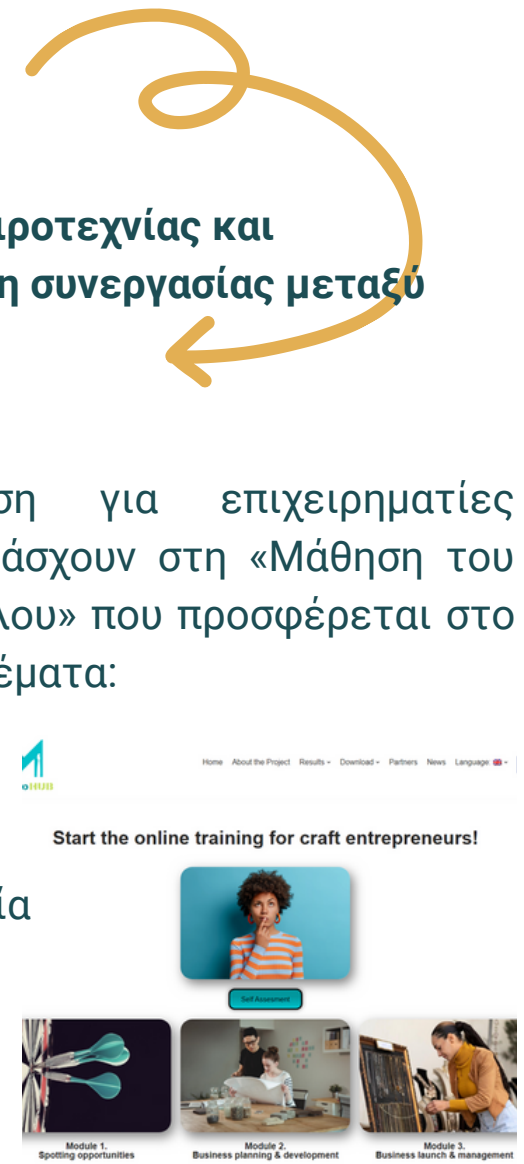 ιροτεχνίας και
η συνεργασίας μεταξύ
ση για επιχειρηματίες
άσχουν στη «Μάθηση του
λου» που προσφέρεται στο
έματα:
HUB
Home About the Project Results Download Partners News Language
Start the online training for craft entrepreneurs!
ία
Self Assesment
Module 1.
Spotting opportunities
Module 2.
Business planning & development
Module 3.
Business launch & management